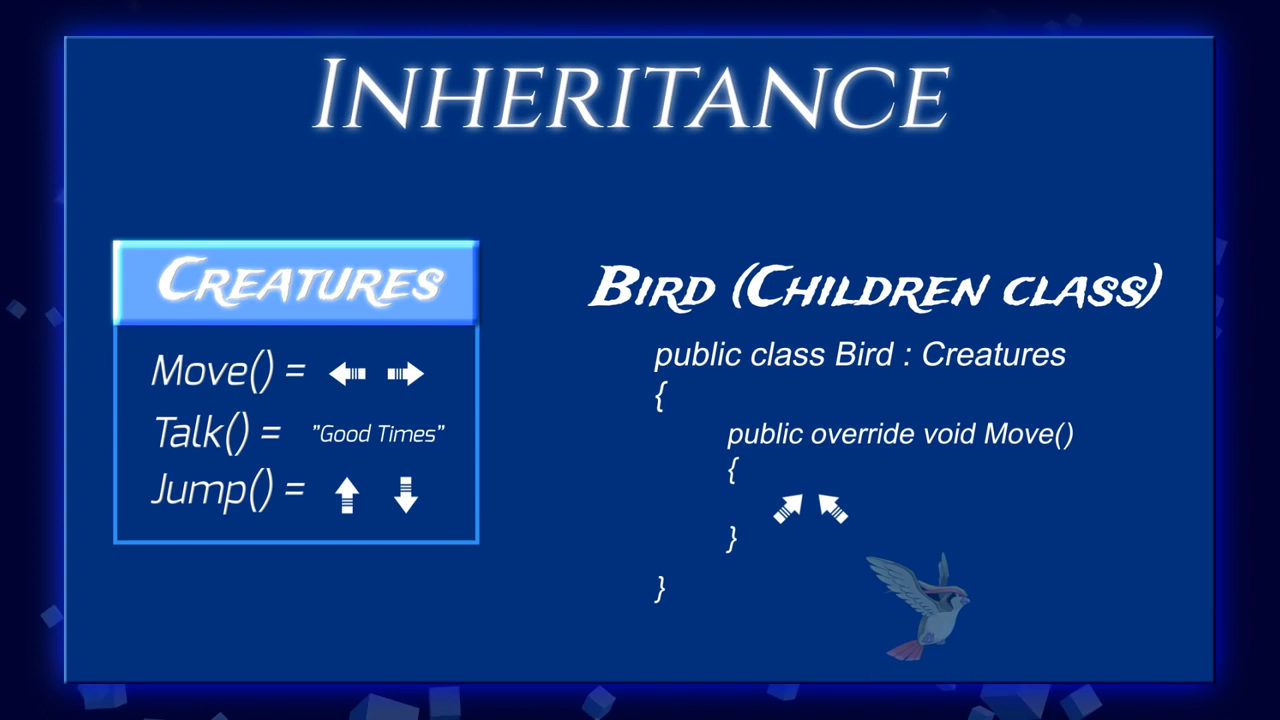 INHERITANCE
CREATURES
Move() =
Talk() = "Good Times"
Jump() =
BIRD (CHILDREN CLASS)
public class Bird : Creatures
{
public override void Move()
{
}
}